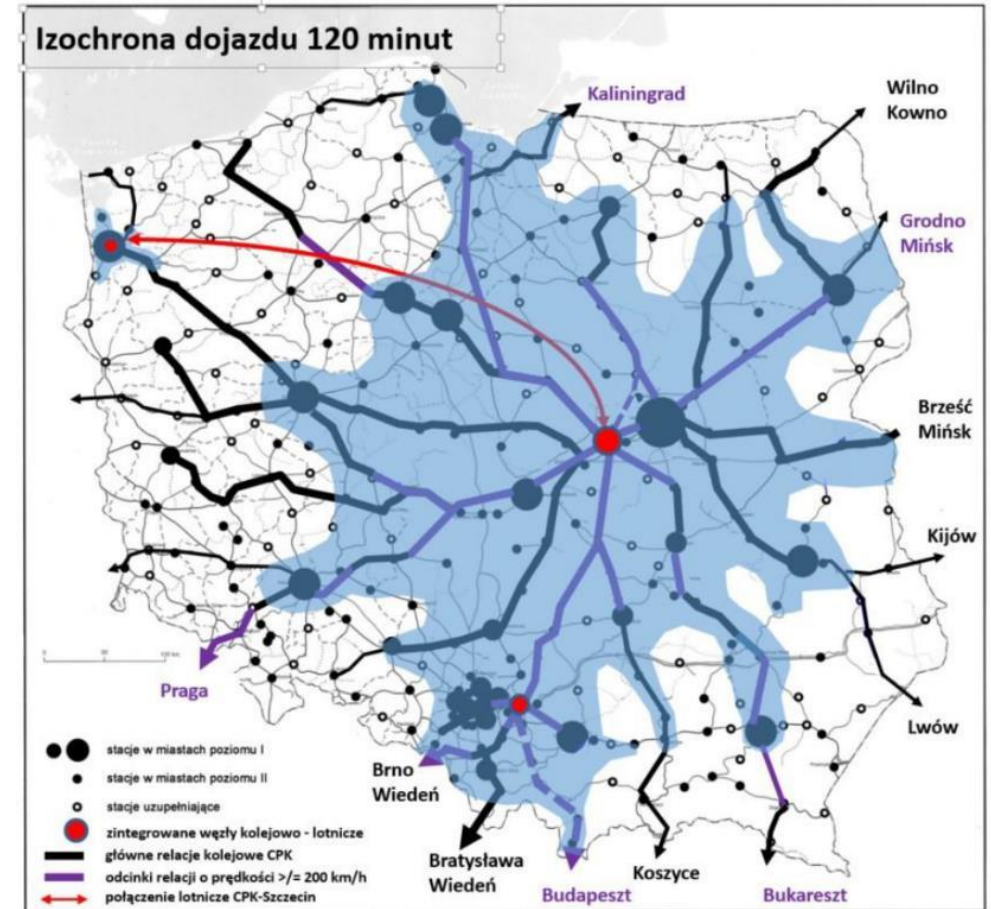 Izochrona dojazdu 120 minut
Kaliningrad
Wilno
Kowno
Grodno
Mińsk
Brześć
Mińsk
Kijów
Lwów
Praga
Brno
Wiedeń
Bratysława
Wiedeń
Budapeszt
Koszyce
Bukareszt
stacje w miastach poziomu I
stacje w miastach poziomu II
stacje uzupełniające
zintegrowane węzły kolejowo - lotnicze
główne relacje kolejowe CPK
odcinki relacji o prędkości >/= 200 km/h
połączenie lotnicze CPK-Szczecin